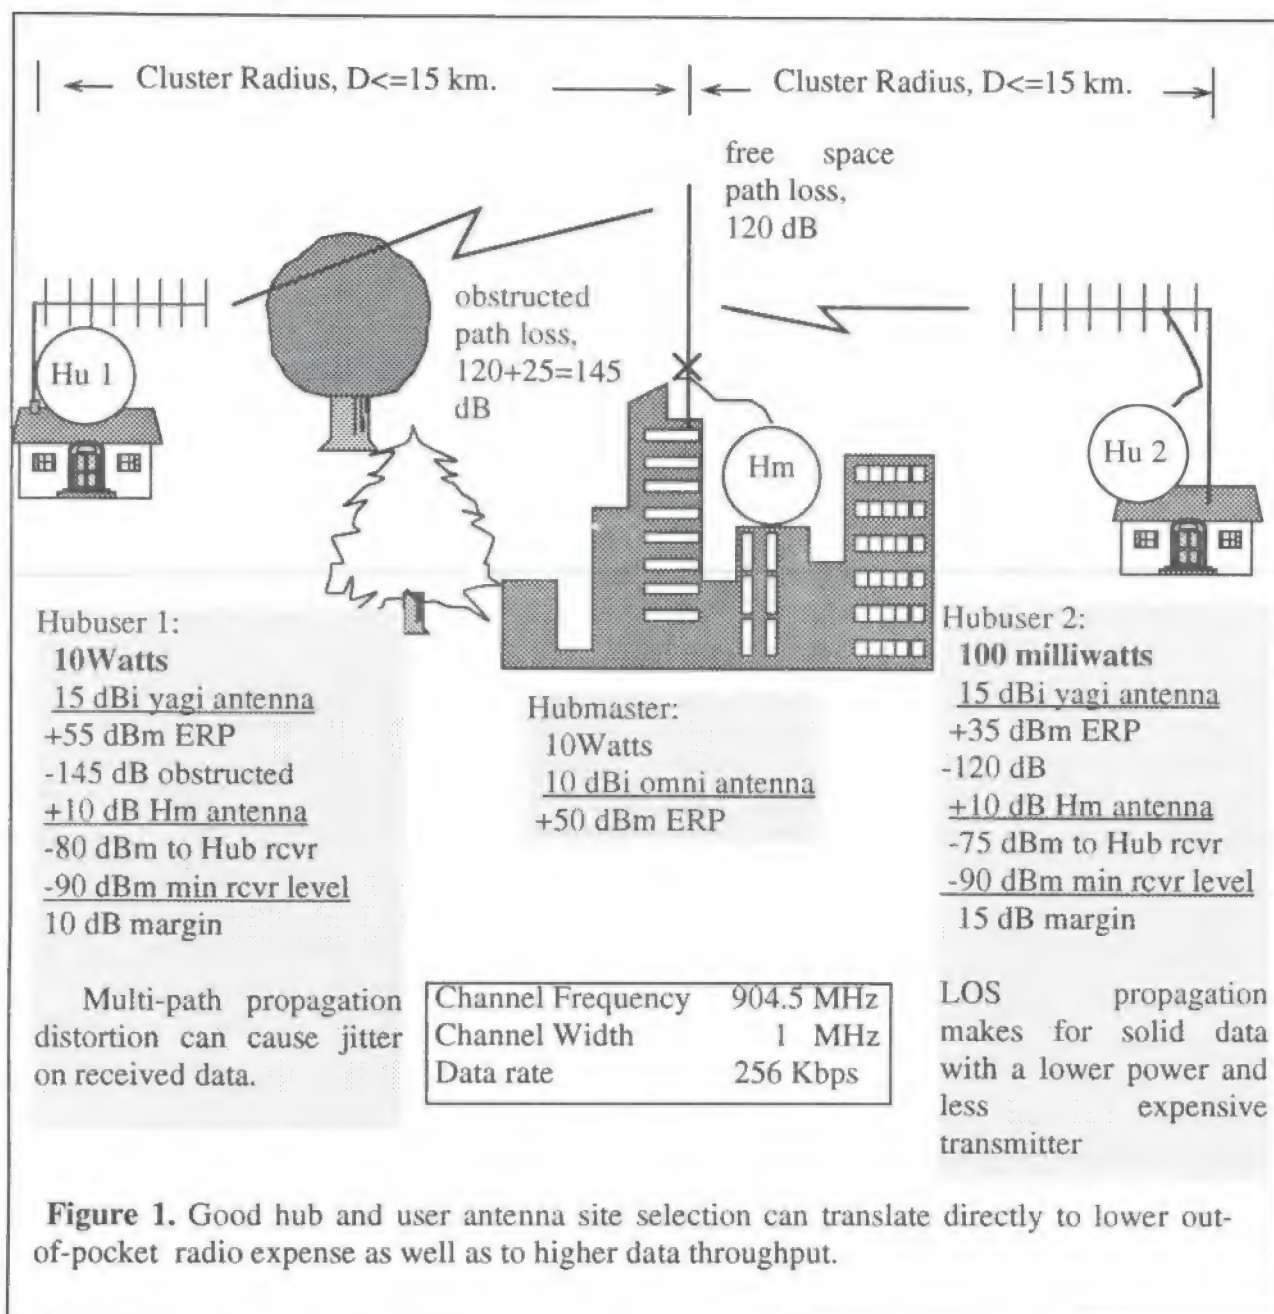 Cluster Radius, D<=15 km.
Cluster Radius, D<=15 km.
free space
path loss,
120 dB
obstructed
path loss,
120+25=145
dB
Hu 1
Hm
Hu 2
Hubuser 1:
10Watts
15 dBi yagi antenna
+55 dBm ERP
-145 dB obstructed
+10 dB Hm antenna
-80 dBm to Hub rcvr
-90 dBm min rcvr level
10 dB margin
Multi-path propagation
distortion can cause jitter
on received data.
Hubmaster:
10Watts
10 dBi omni antenna
+50 dBm ERP
Channel Frequency 904.5 MHz
Channel Width 1 MHz
Data rate 256 Kbps
Hubuser 2:
100 milliwatts
15 dBi yagi antenna
+35 dBm ERP
-120 dB
+10 dB Hm antenna
-75 dBm to Hub rcvr
-90 dBm min rcvr level
15 dB margin
LOS propagation
makes for solid data
with a lower power and
less expensive
transmitter
Figure 1. Good hub and user antenna site selection can translate directly to lower out-
of-pocket radio expense as well as to higher data throughput.